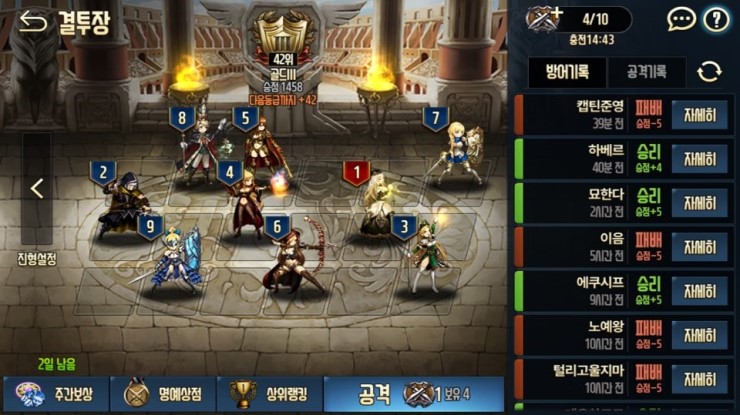 결투장
42위
골드III
승점 1458
다음등급까지 +42
8
5
7
2
4
1
9
6
3
진형설정
2일 남음
주간보상
명예상점
상위랭킹
공격
1 보유 4
4/10
충전14:43
?
방어기록
공격기록
캡틴준영
39분 전
패배
승점-5
자세히
하베르
40분 전
승리
승점+4
자세히
묘한다
2시간 전
승리
승점+5
자세히
이음
5시간 전
패배
승점-5
자세히
에쿠시프
9시간 전
승리
승점+5
자세히
노예왕
10시간 전
패배
승점-5
자세히
털리고울지마
10시간 전
패배
승점-5
자세히